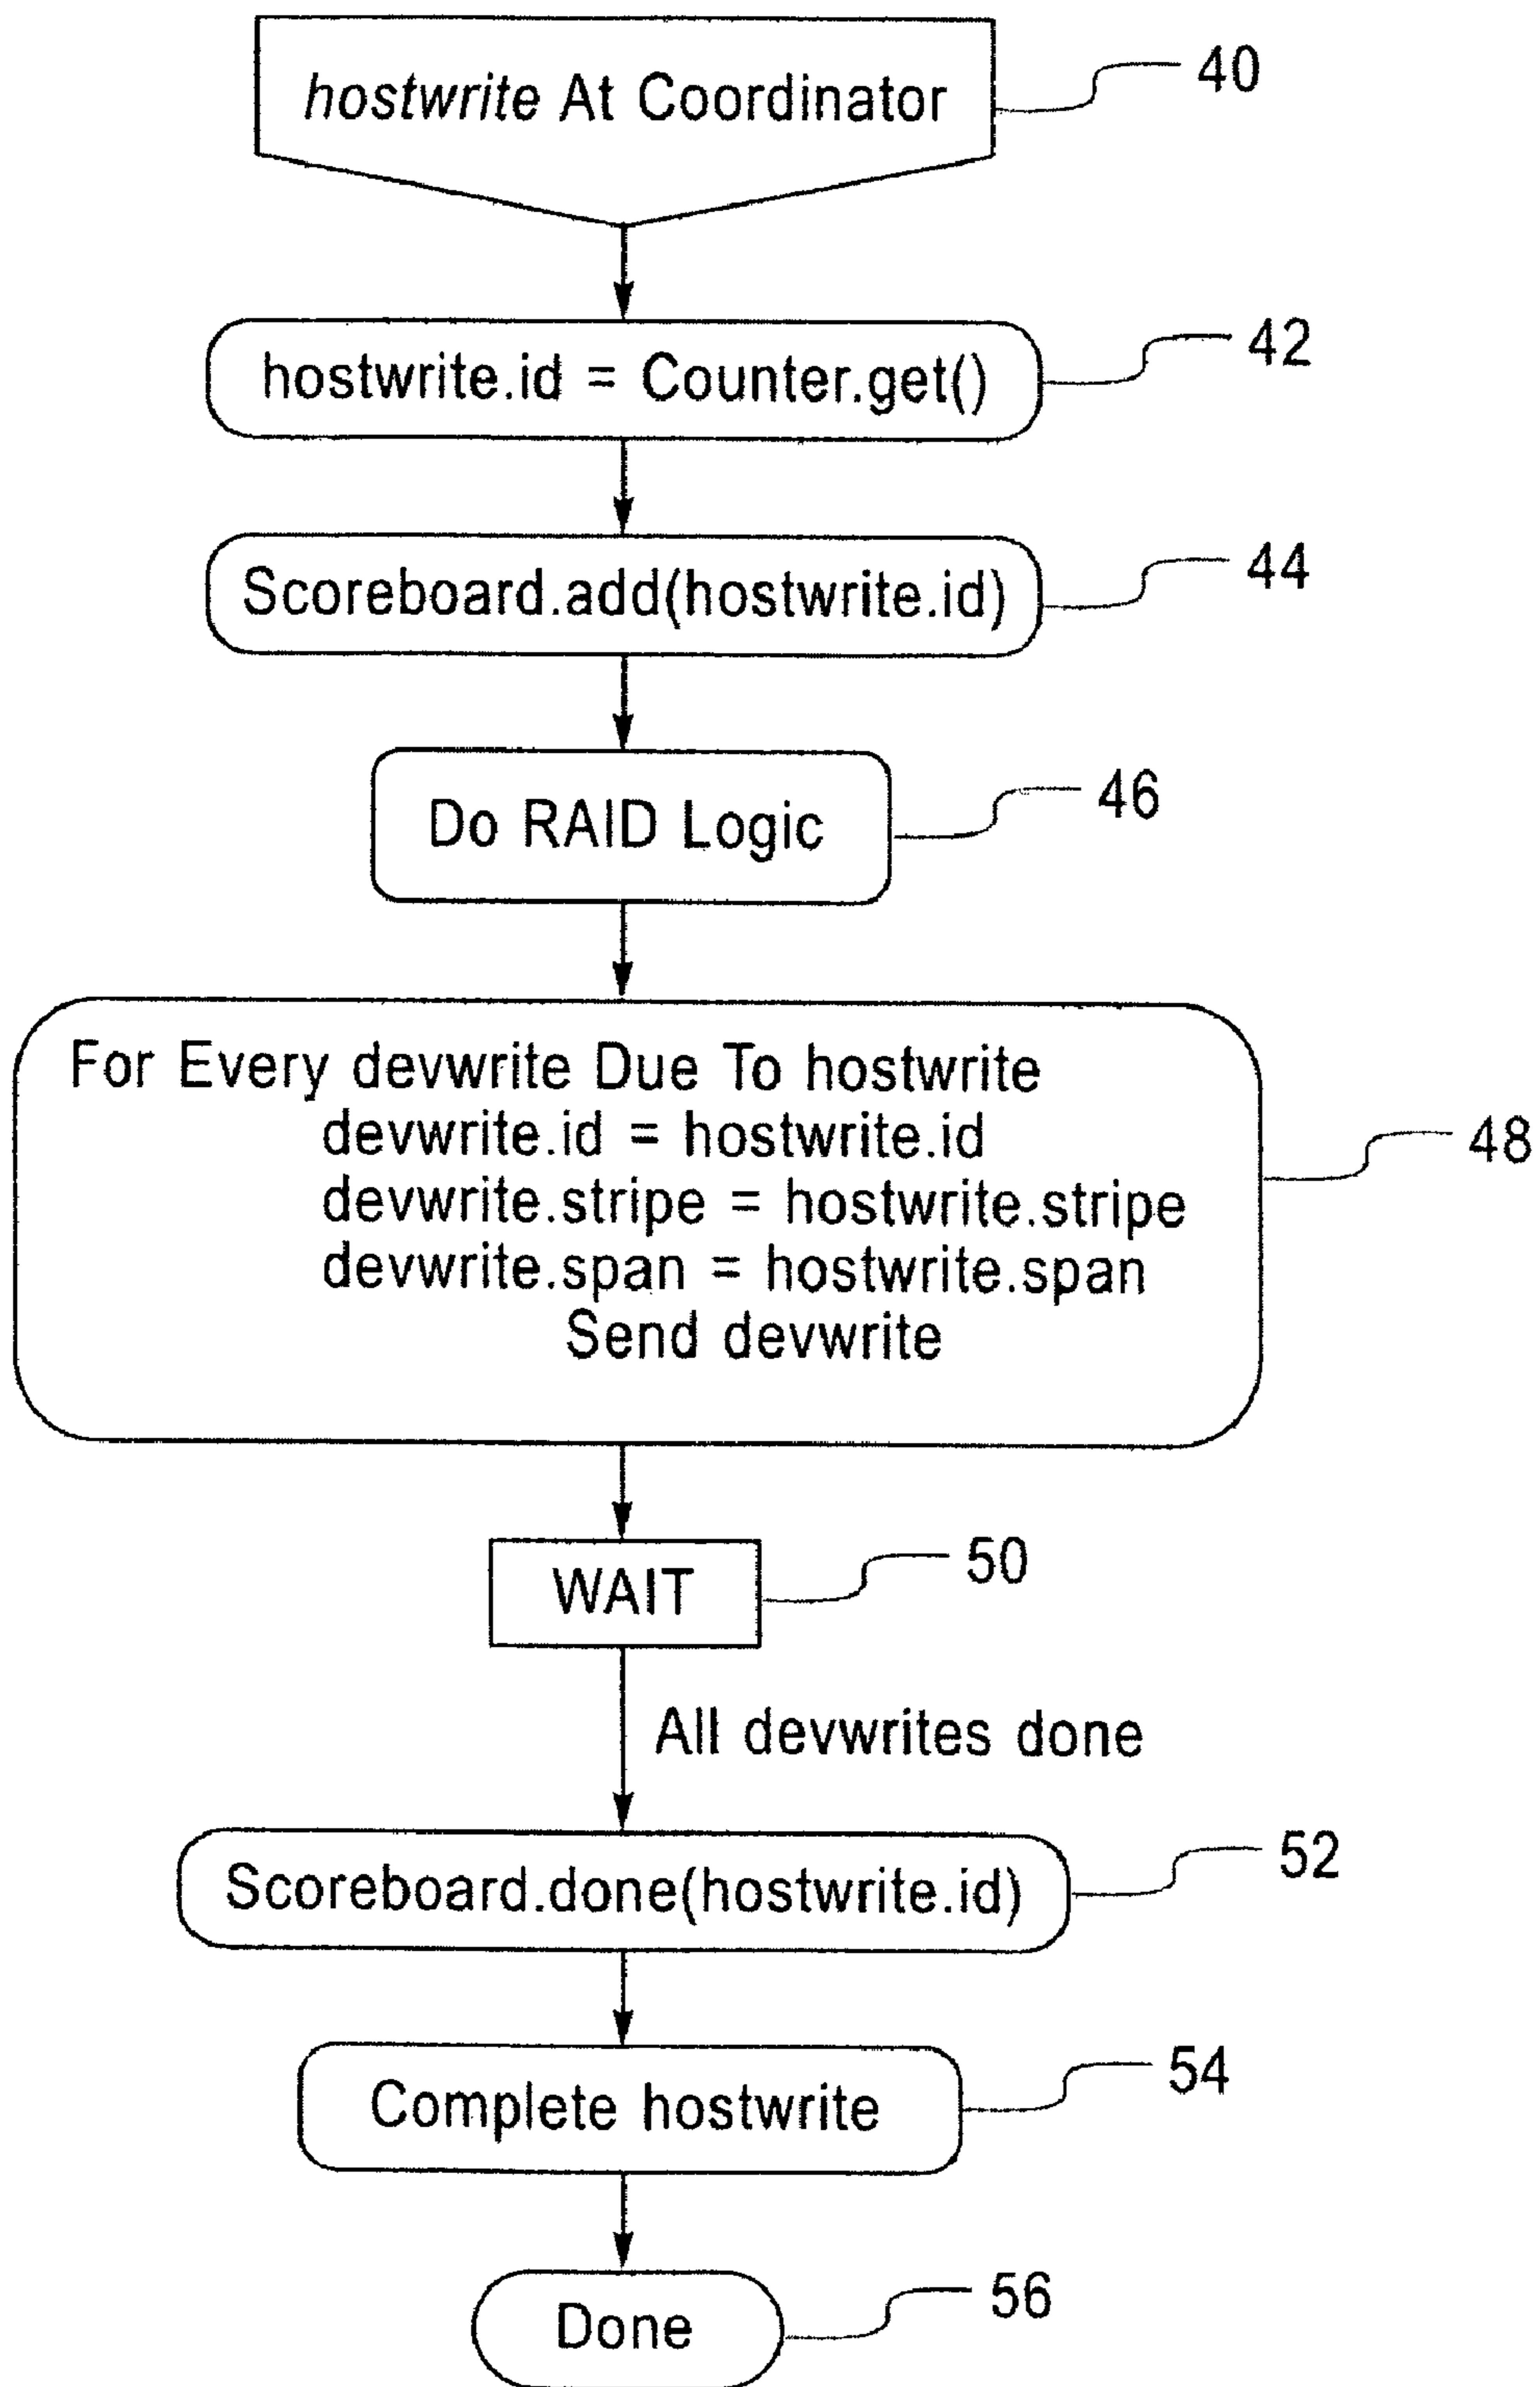 hostwrite At Coordinator
40
hostwrite.id = Counter.get()
42
Scoreboard.add(hostwrite.id)
44
Do RAID Logic
46
For Every devwrite Due To hostwrite
devwrite.id = hostwrite.id
devwrite.stripe = hostwrite.stripe
devwrite.span = hostwrite.span
Send devwrite
48
WAIT
50
All devwrites done
Scoreboard.done(hostwrite.id)
52
Complete hostwrite
54
Done
56